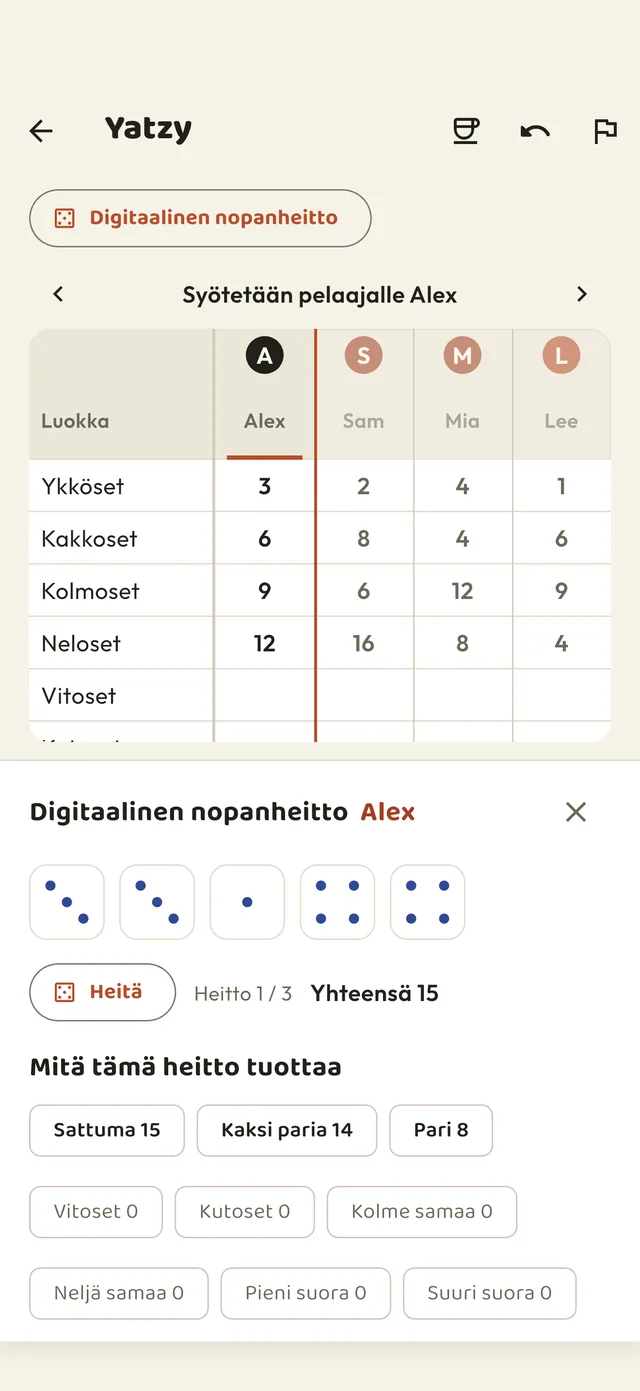 Yatzy
Digitaalinen nopanheitto
Syötetään pelaajalle Alex
A S M L
Luokka Alex Sam Mia Lee
Ykköset 3 2 4 1
Kakkoset 6 8 4 6
Kolmoset 9 6 12 9
Neloset 12 16 8 4
Vitoset
Digitaalinen nopanheitto Alex
Heitä Heitto 1 / 3 Yhteensä 15
Mitä tämä heitto tuottaa
Sattuma 15 Kaksi paria 14 Pari 8
Vitoset 0 Kutoset 0 Kolme samaa 0
Neljä samaa 0 Pieni suora 0 Suuri suora 0